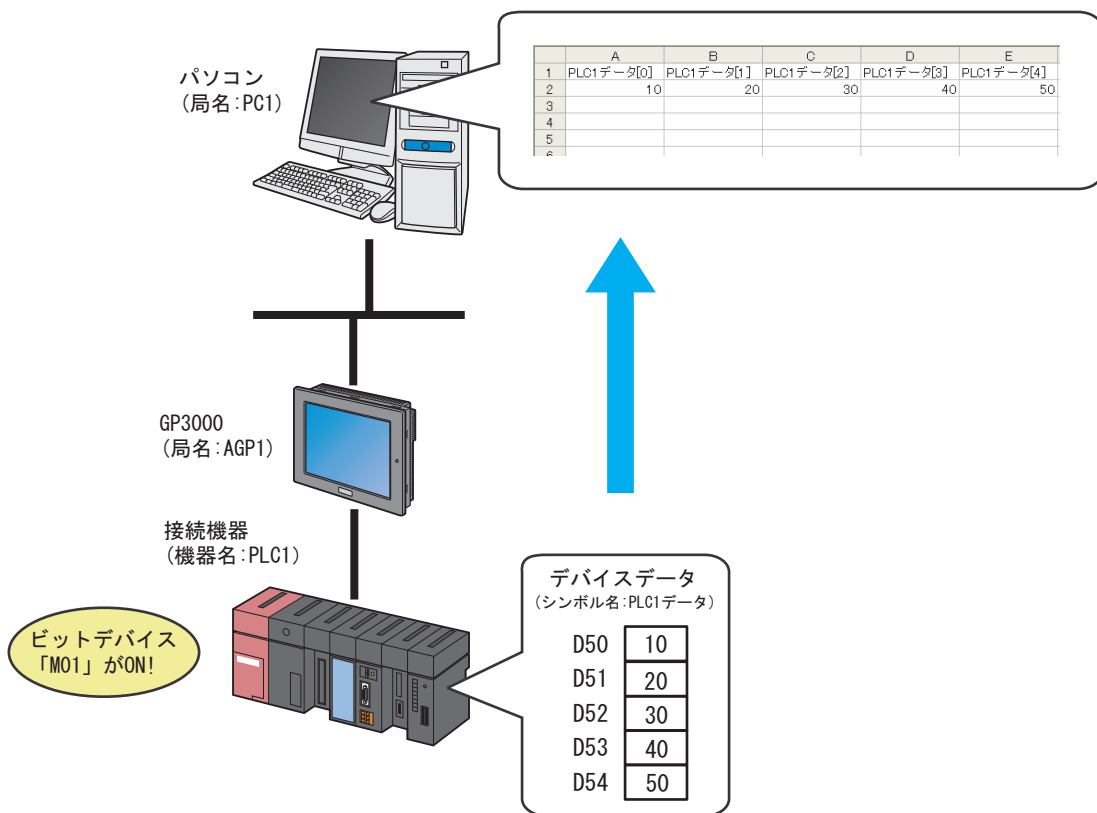 パソコン
(局名:PC1)
A B C D E
1 PLC1データ[0] PLC1データ[1] PLC1データ[2] PLC1データ[3] PLC1データ[4]
2 10 20 30 40 50
3
4
5
6
GP3000
(局名:AGP1)
接続機器
(機器名:PLC1)
ビットデバイス
「M01」がON!
デバイスデータ
(シンボル名:PLC1データ)
D50 10
D51 20
D52 30
D53 40
D54 50